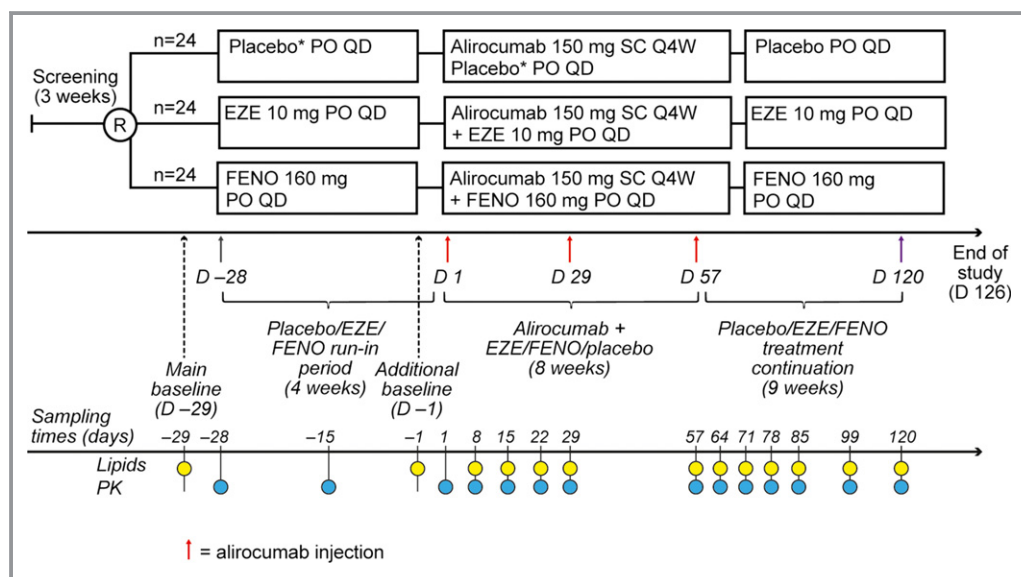 Screening
(3 weeks)
R
n=24
Placebo* PO QD
Alirocumab 150 mg SC Q4W
Placebo* PO QD
Placebo PO QD
n=24
EZE 10 mg PO QD
Alirocumab 150 mg SC Q4W
+ EZE 10 mg PO QD
EZE 10 mg PO QD
n=24
FENO 160 mg
PO QD
Alirocumab 150 mg SC Q4W
+ FENO 160 mg PO QD
FENO 160 mg
PO QD
D –28
D 1
D 29
D 57
D 120
End of
study
(D 126)
Main
baseline
(D –29)
Placebo/EZE/
FENO run-in
period
(4 weeks)
Additional
baseline
(D –1)
Alirocumab +
EZE/FENO/placebo
(8 weeks)
Placebo/EZE/FENO
treatment
continuation
(9 weeks)
Sampling
times (days)
–29 –28 –15 –1 1 8 15 22 29 57 64 71 78 85 99 120
Lipids
PK
= alirocumab injection